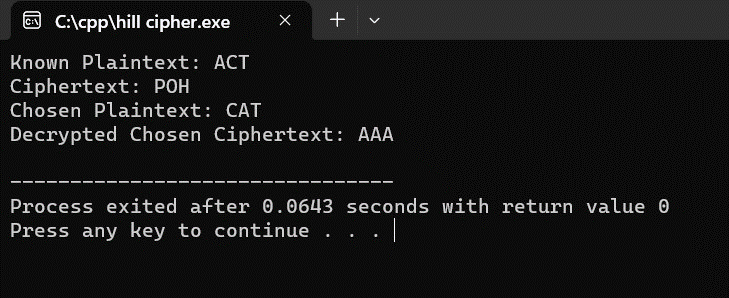 C:\cpp\hill cipher.exe
Known Plaintext: ACT
Ciphertext: POH
Chosen Plaintext: CAT
Decrypted Chosen Ciphertext: AAA
--------------------------------
Process exited after 0.0643 seconds with return value 0
Press any key to continue . . .